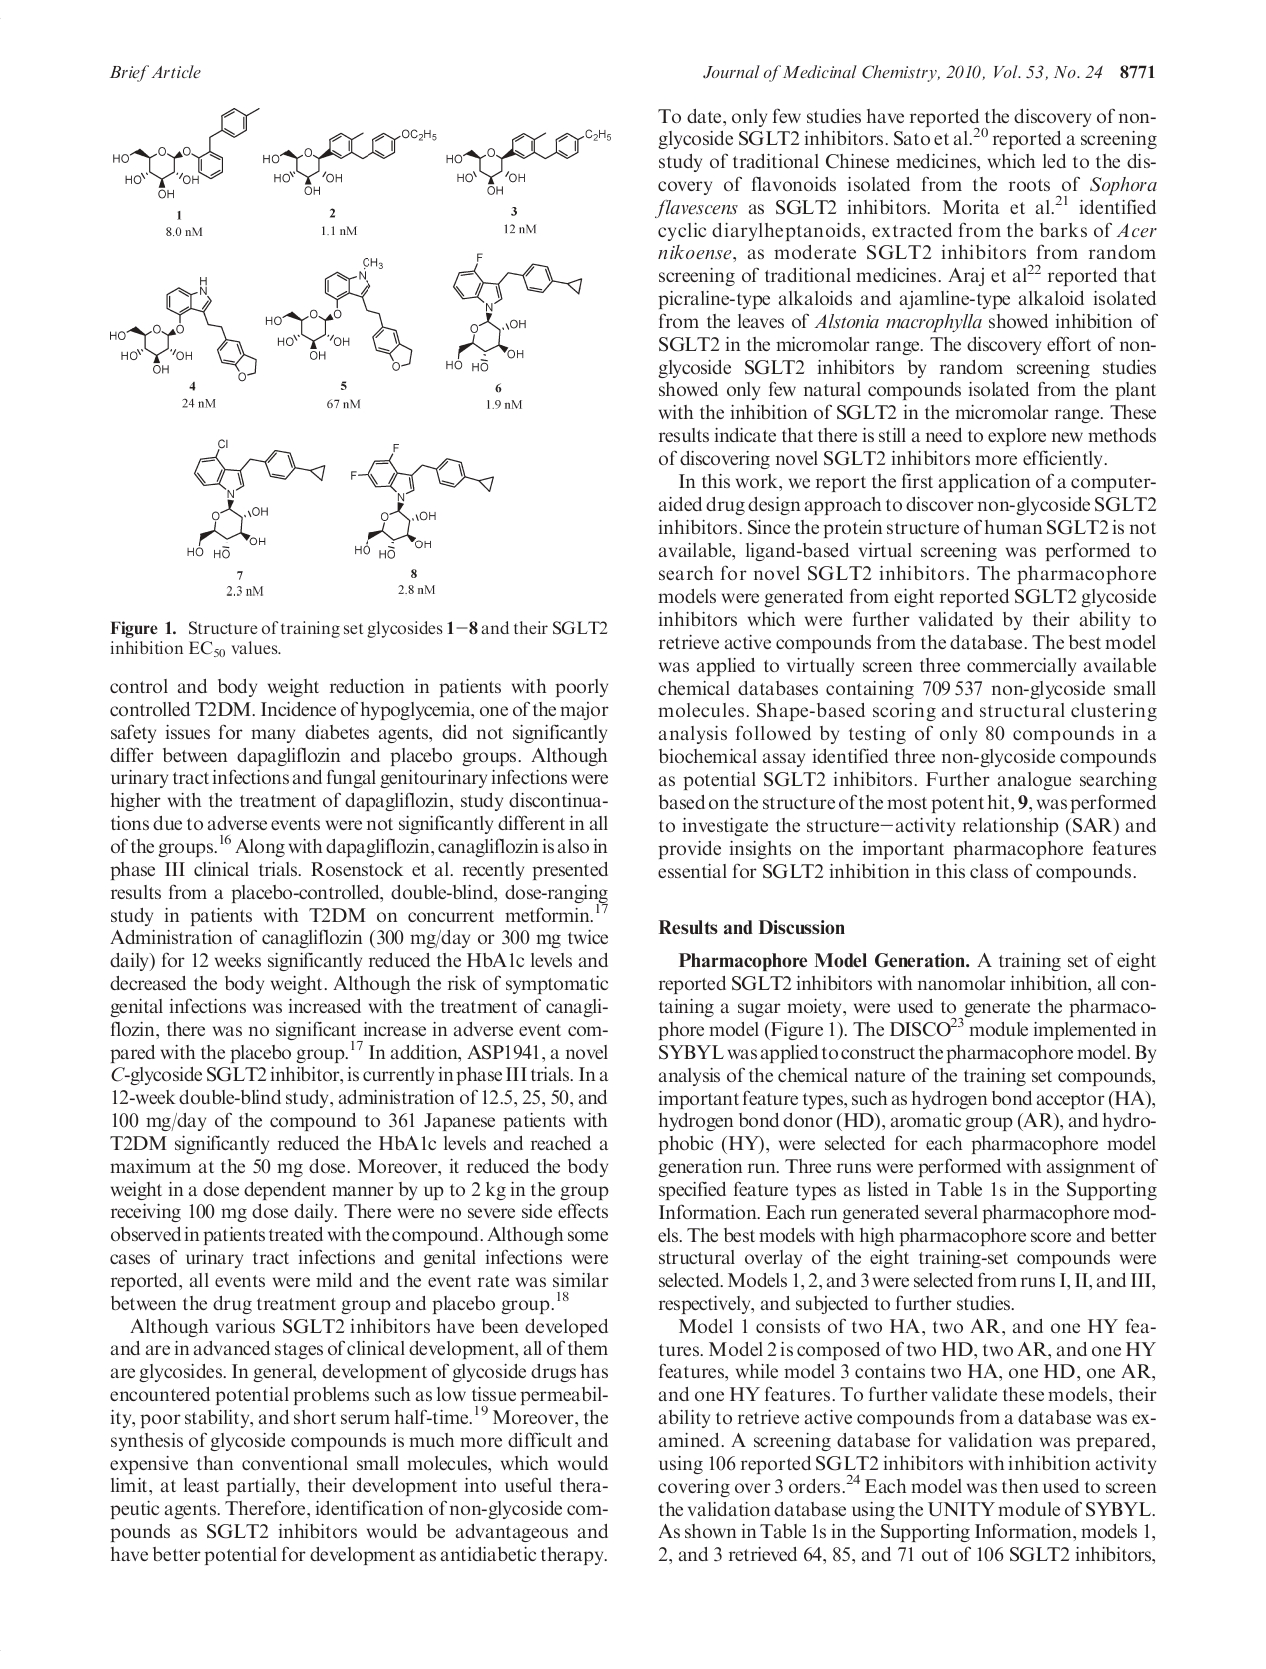 Brief Article
Journal of Medicinal Chemistry, 2010, Vol. 53, No. 24 8771
HO
O
O
HO
OH
OH
1
8.0 nM
OC2H5
HO
O
HO
OH
OH
2
1.1 nM
C2H5
HO
O
HO
OH
OH
3
12 nM
H
N
HO
O
O
HO
OH
OH
O
4
24 nM
CH3
N
HO
O
O
HO
OH
OH
O
5
67 nM
F
N
O
OH
OH
HO HO
6
1.9 nM
Cl
N
O
OH
OH
HO HO
7
2.3 nM
F
F
N
O
OH
OH
HO HO
8
2.8 nM
Figure 1. Structure of training set glycosides 1−8 and their SGLT2
inhibition EC50 values.
control and body weight reduction in patients with poorly
controlled T2DM. Incidence of hypoglycemia, one of the major
safety issues for many diabetes agents, did not significantly
differ between dapagliflozin and placebo groups. Although
urinary tract infections and fungal genitourinary infections were
higher with the treatment of dapagliflozin, study discontinua-
tions due to adverse events were not significantly different in all
of the groups.16 Along with dapagliflozin, canagliflozin is also in
phase III clinical trials. Rosenstock et al. recently presented
results from a placebo-controlled, double-blind, dose-ranging
study in patients with T2DM on concurrent metformin.17
Administration of canagliflozin (300 mg/day or 300 mg twice
daily) for 12 weeks significantly reduced the HbA1c levels and
decreased the body weight. Although the risk of symptomatic
genital infections was increased with the treatment of canagli-
flozin, there was no significant increase in adverse event com-
pared with the placebo group.17 In addition, ASP1941, a novel
C-glycoside SGLT2 inhibitor, is currently in phase III trials. In a
12-week double-blind study, administration of 12.5, 25, 50, and
100 mg/day of the compound to 361 Japanese patients with
T2DM significantly reduced the HbA1c levels and reached a
maximum at the 50 mg dose. Moreover, it reduced the body
weight in a dose dependent manner by up to 2 kg in the group
receiving 100 mg dose daily. There were no severe side effects
observed in patients treated with the compound. Although some
cases of urinary tract infections and genital infections were
reported, all events were mild and the event rate was similar
between the drug treatment group and placebo group.18
Although various SGLT2 inhibitors have been developed
and are in advanced stages of clinical development, all of them
are glycosides. In general, development of glycoside drugs has
encountered potential problems such as low tissue permeabil-
ity, poor stability, and short serum half-time.19 Moreover, the
synthesis of glycoside compounds is much more difficult and
expensive than conventional small molecules, which would
limit, at least partially, their development into useful thera-
peutic agents. Therefore, identification of non-glycoside com-
pounds as SGLT2 inhibitors would be advantageous and
have better potential for development as antidiabetic therapy.
To date, only few studies have reported the discovery of non-
glycoside SGLT2 inhibitors. Sato et al.20 reported a screening
study of traditional Chinese medicines, which led to the dis-
covery of flavonoids isolated from the roots of Sophora
flavescens as SGLT2 inhibitors. Morita et al.21 identified
cyclic diarylheptanoids, extracted from the barks of Acer
nikoense, as moderate SGLT2 inhibitors from random
screening of traditional medicines. Araj et al22 reported that
picraline-type alkaloids and ajamline-type alkaloid isolated
from the leaves of Alstonia macrophylla showed inhibition of
SGLT2 in the micromolar range. The discovery effort of non-
glycoside SGLT2 inhibitors by random screening studies
showed only few natural compounds isolated from the plant
with the inhibition of SGLT2 in the micromolar range. These
results indicate that there is still a need to explore new methods
of discovering novel SGLT2 inhibitors more efficiently.
In this work, we report the first application of a computer-
aided drug design approach to discover non-glycoside SGLT2
inhibitors. Since the protein structure of human SGLT2 is not
available, ligand-based virtual screening was performed to
search for novel SGLT2 inhibitors. The pharmacophore
models were generated from eight reported SGLT2 glycoside
inhibitors which were further validated by their ability to
retrieve active compounds from the database. The best model
was applied to virtually screen three commercially available
chemical databases containing 709 537 non-glycoside small
molecules. Shape-based scoring and structural clustering
analysis followed by testing of only 80 compounds in a
biochemical assay identified three non-glycoside compounds
as potential SGLT2 inhibitors. Further analogue searching
based on the structure of the most potent hit, 9, was performed
to investigate the structure−activity relationship (SAR) and
provide insights on the important pharmacophore features
essential for SGLT2 inhibition in this class of compounds.
Results and Discussion
Pharmacophore Model Generation. A training set of eight
reported SGLT2 inhibitors with nanomolar inhibition, all con-
taining a sugar moiety, were used to generate the pharmaco-
phore model (Figure 1). The DISCO23 module implemented in
SYBYL was applied to construct the pharmacophore model. By
analysis of the chemical nature of the training set compounds,
important feature types, such as hydrogen bond acceptor (HA),
hydrogen bond donor (HD), aromatic group (AR), and hydro-
phobic (HY), were selected for each pharmacophore model
generation run. Three runs were performed with assignment of
specified feature types as listed in Table 1s in the Supporting
Information. Each run generated several pharmacophore mod-
els. The best models with high pharmacophore score and better
structural overlay of the eight training-set compounds were
selected. Models 1, 2, and 3 were selected from runs I, II, and III,
respectively, and subjected to further studies.
Model 1 consists of two HA, two AR, and one HY fea-
tures. Model 2 is composed of two HD, two AR, and one HY
features, while model 3 contains two HA, one HD, one AR,
and one HY features. To further validate these models, their
ability to retrieve active compounds from a database was ex-
amined. A screening database for validation was prepared,
using 106 reported SGLT2 inhibitors with inhibition activity
covering over 3 orders.24 Each model was then used to screen
the validation database using the UNITY module of SYBYL.
As shown in Table 1s in the Supporting Information, models 1,
2, and 3 retrieved 64, 85, and 71 out of 106 SGLT2 inhibitors,